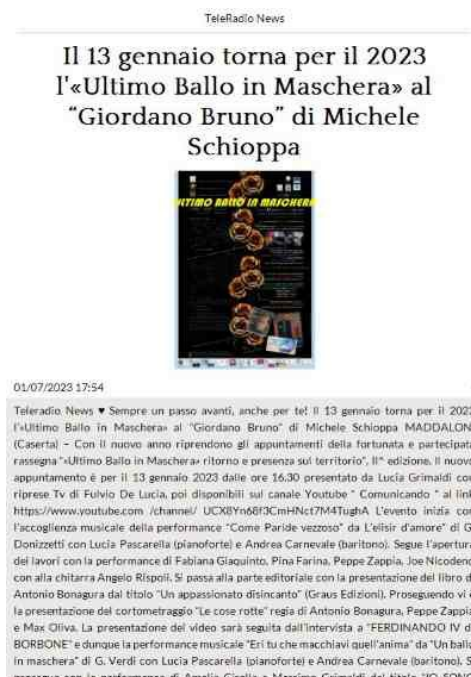 TeleRadio News
Il 13 gennaio torna per il 2023
l'«Ultimo Ballo in Maschera» al
“Giordano Bruno” di Michele
Schioppa
ULTIMO BALLO IN MASCHERA
01/07/2023 17:54
Teleradio News ♥ Sempre un passo avanti, anche per te! Il 13 gennaio torna per il 2023
l'«Ultimo Ballo in Maschera» al "Giordano Bruno" di Michele Schioppa MADDALONI
(Caserta) – Con il nuovo anno riprendono gli appuntamenti della fortunata e partecipata
rassegna "«Ultimo Ballo in Maschera» ritorno e presenza sul territorio", II^ edizione. Il nuovo
appuntamento è per il 13 gennaio 2023 dalle ore 16.30 presentato da Lucia Grimaldi con
riprese Tv di Fulvio De Lucia, poi disponibili sul canale Youtube " Comunicando " al link
https://www.youtube.com /channel/ UCX8Yn68f3CmHNct7M4TughA L'evento inizia con
l'accoglienza musicale della performance "Come Paride vezzoso" da L'elisir d'amore" di G.
Donizzetti con Lucia Pascarella (pianoforte) e Andrea Carnevale (baritono). Segue l'apertura
dei lavori con la performance di Fabiana Giaquinto, Pina Farina, Peppe Zappia, Joe Nicodemo
con alla chitarra Angelo Rispoli. Si passa alla parte editoriale con la presentazione del libro di
Antonio Bonagura dal titolo "Un appassionato disincanto" (Graus Edizioni). Proseguendo vi è
la presentazione del cortometraggio "Le cose rotte" regia di Antonio Bonagura, Peppe Zappia
e Max Oliva. La presentazione del video sarà seguita dall'intervista a "FERDINANDO IV di
BORBONE" e dunque la performance musicale "Eri tu che macchiavi quell'anima" da "Un ballo
in maschera" di G. Verdi con Lucia Pascarella (pianoforte) e Andrea Carnevale (baritono). Si